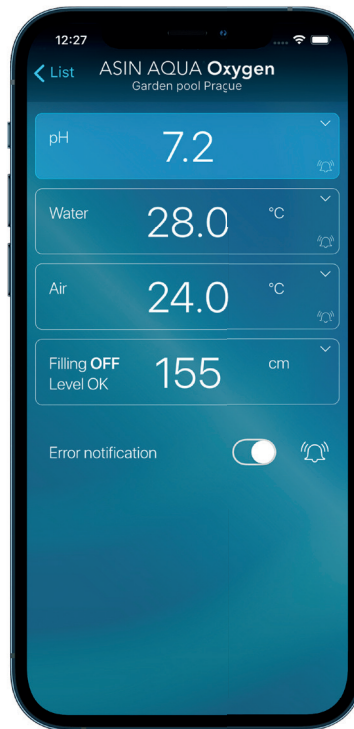 12:27
List ASIN AQUA Oxygen
Garden pool Prague
pH 7.2
Water 28.0 °C
Air 24.0 °C
Filling OFF
Level OK 155 cm
Error notification